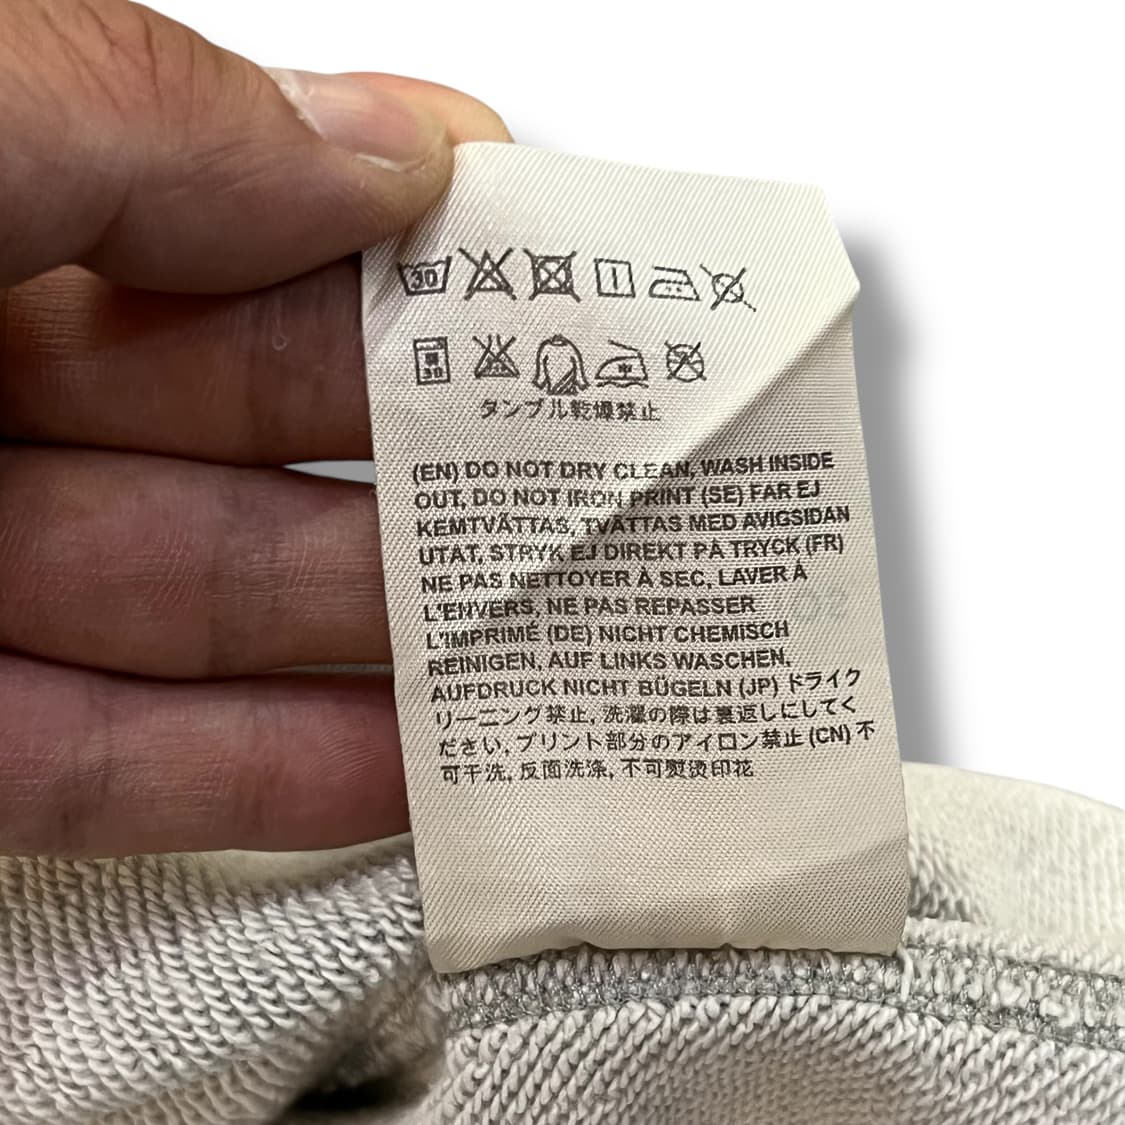 30
30
中
タンブル乾燥禁止
(EN) DO NOT DRY CLEAN, WASH INSIDE
OUT, DO NOT IRON PRINT (SE) FÅR EJ
KEMTVÄTTAS, TVÄTTAS MED AVIGSIDAN
UTÅT, STRYK EJ DIREKT PÅ TRYCK (FR)
NE PAS NETTOYER À SEC, LAVER À
L'ENVERS, NE PAS REPASSER
L'IMPRIMÉ (DE) NICHT CHEMISCH
REINIGEN, AUF LINKS WASCHEN,
AUFDRUCK NICHT BÜGELN (JP) ドライク
リーニング禁止, 洗濯の際は裏返しにしてく
ださい, プリント部分のアイロン禁止 (CN) 不
可干洗, 反面洗涤, 不可熨烫印花